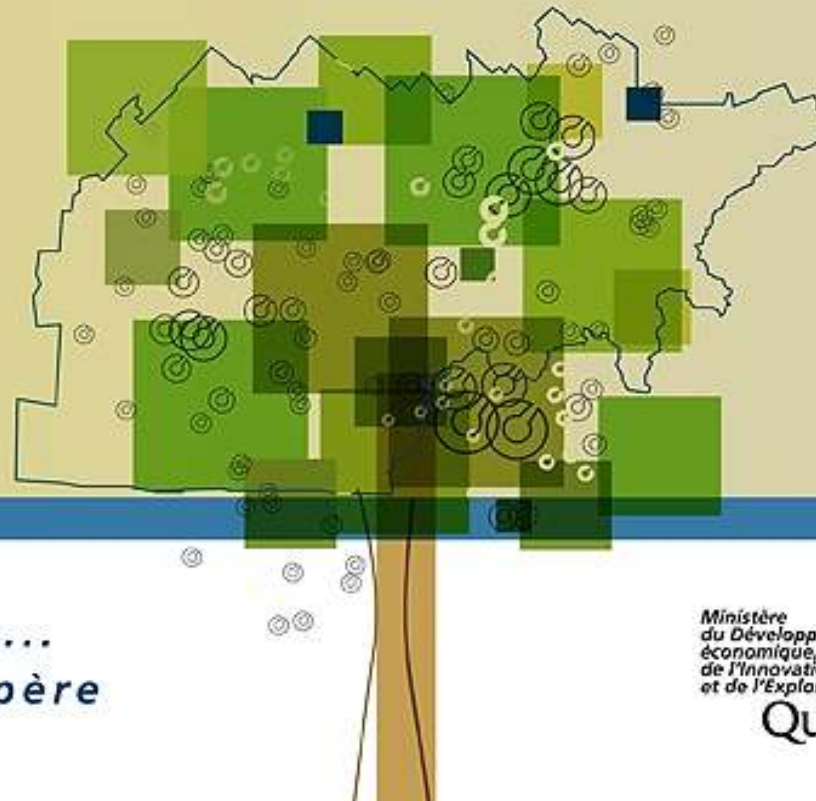 ...
père
Ministère
du Développ
économique,
de l'Innovati
et de l'Explor
Qu